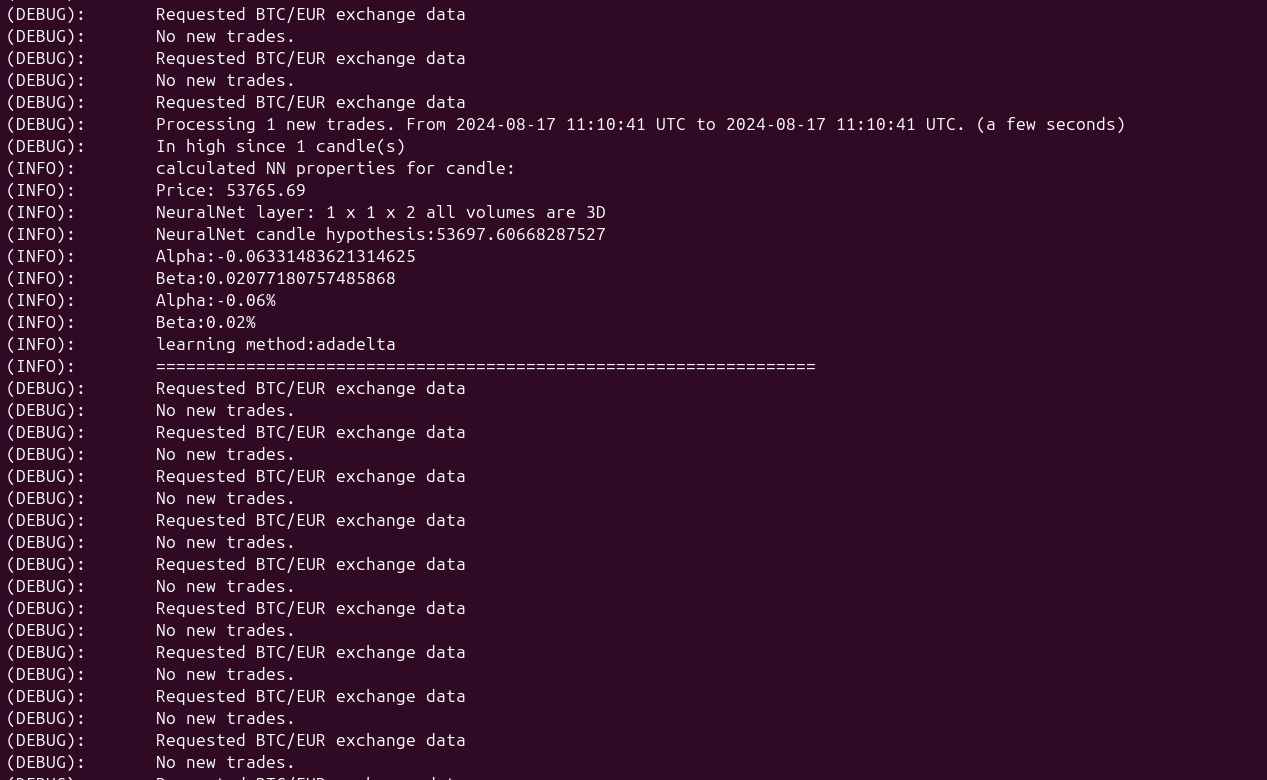 (DEBUG): Requested BTC/EUR exchange data
(DEBUG): No new trades.
(DEBUG): Requested BTC/EUR exchange data
(DEBUG): No new trades.
(DEBUG): Requested BTC/EUR exchange data
(DEBUG): Processing 1 new trades. From 2024-08-17 11:10:41 UTC to 2024-08-17 11:10:41 UTC. (a few seconds)
(DEBUG): In high since 1 candle(s)
(INFO): calculated NN properties for candle:
(INFO): Price: 53765.69
(INFO): NeuralNet layer: 1 x 1 x 2 all volumes are 3D
(INFO): NeuralNet candle hypothesis:53697.60668287527
(INFO): Alpha:-0.06331483621314625
(INFO): Beta:0.02077180757485868
(INFO): Alpha:-0.06%
(INFO): Beta:0.02%
(INFO): learning method:adadelta
(INFO): ==================================================================
(DEBUG): Requested BTC/EUR exchange data
(DEBUG): No new trades.
(DEBUG): Requested BTC/EUR exchange data
(DEBUG): No new trades.
(DEBUG): Requested BTC/EUR exchange data
(DEBUG): No new trades.
(DEBUG): Requested BTC/EUR exchange data
(DEBUG): No new trades.
(DEBUG): Requested BTC/EUR exchange data
(DEBUG): No new trades.
(DEBUG): Requested BTC/EUR exchange data
(DEBUG): No new trades.
(DEBUG): Requested BTC/EUR exchange data
(DEBUG): No new trades.
(DEBUG): Requested BTC/EUR exchange data
(DEBUG): No new trades.
(DEBUG): Requested BTC/EUR exchange data
(DEBUG): No new trades.